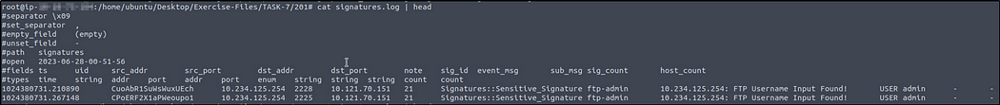 root@ip- :/home/ubuntu/Desktop/Exercise-Files/TASK-7/201# cat signatures.log | head
#separator \x09
#set_separator ,
#empty_field (empty)
#unset_field -
#path signatures
#open 2023-06-28-00-51-56
#fields ts uid src_addr src_port dst_addr dst_port note sig_id event_msg sub_msg sig_count host_count
#types time string addr port addr port enum string string string count count
1024380731.210890 CuoAbR1SuWsWuxUEch 10.234.125.254 2228 10.121.70.151 21 Signatures::Sensitive_Signature ftp-admin 10.234.125.254: FTP Username Input Found! USER admin - -
1024380731.267148 CPoERF2X1aPWeoupo1 10.234.125.254 2225 10.121.70.151 21 Signatures::Sensitive_Signature ftp-admin 10.234.125.254: FTP Username Input Found! USER admin - -